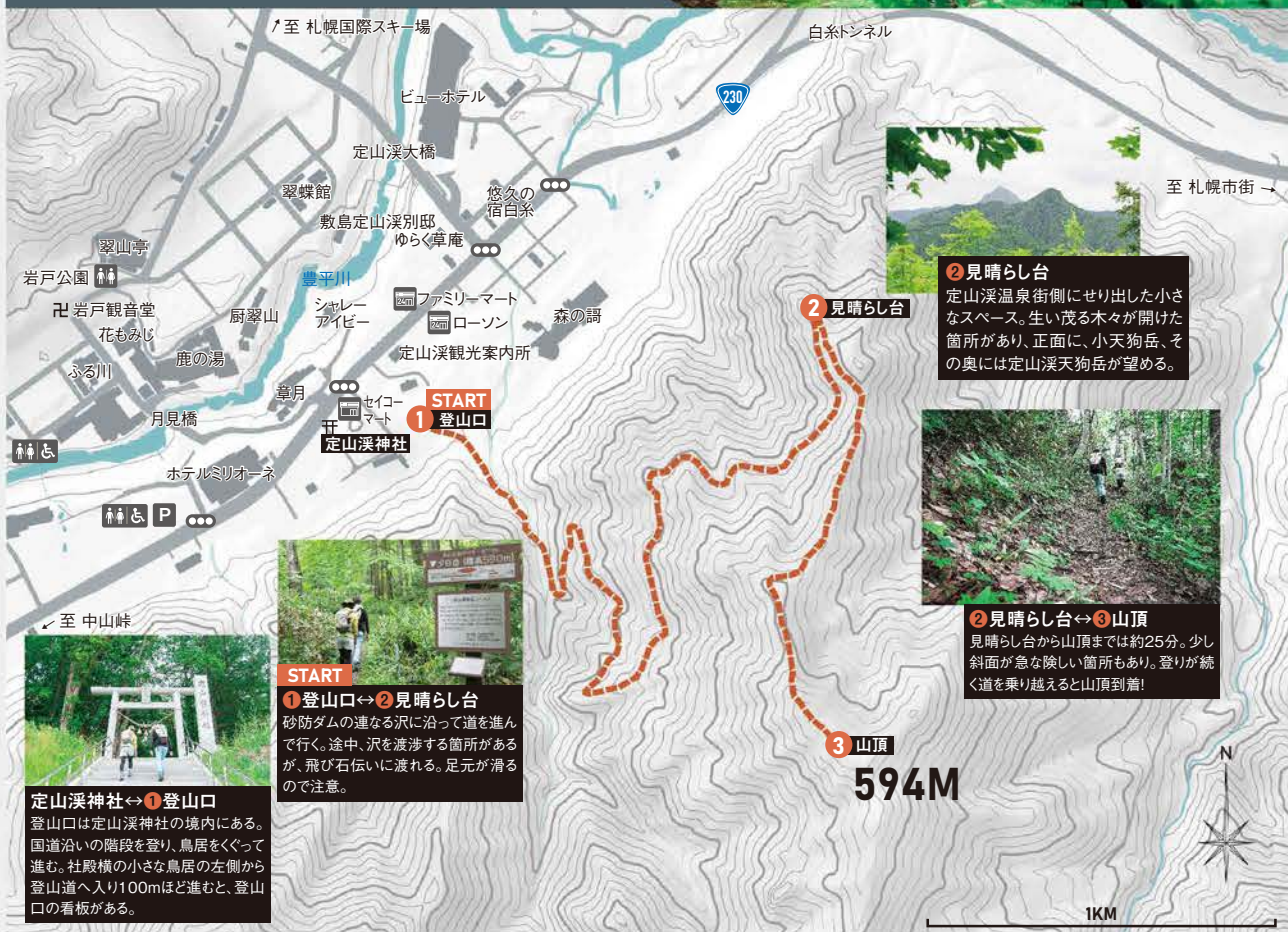 至 札幌国際スキー場
白糸トンネル
230
ビューホテル
定山渓大橋
翠蝶館
悠久の
宿白糸
至 札幌市街
敷島定山渓別邸
ゆらく草庵
翠山亭
岩戸公園
豊平川
卍 岩戸観音堂
シャレー
アイビー
24m ファミリーマート
24m ローソン
花もみじ
厨翠山
森の謌
鹿の湯
定山渓観光案内所
ふる川
章月
セイコー
マート
月見橋
定山渓神社
START
1 登山口
2 見晴らし台
ホテルミリオーネ
P
至 中山峠
3 山頂
594M
❷見晴らし台
定山渓温泉街側にせり出した小さ
なスペース。生い茂る木々が開けた
箇所があり、正面に、小天狗岳、そ
の奥には定山渓天狗岳が望める。
❷見晴らし台↔❸山頂
見晴らし台から山頂までは約25分。少し
斜面が急な険しい箇所もあり。登りが続
く道を乗り越えると山頂到着!
START
❶登山口↔❷見晴らし台
砂防ダムの連なる沢に沿って道を進ん
で行く。途中、沢を渡渉する箇所がある
が、飛び石伝いに渡れる。足元が滑る
ので注意。
定山渓神社↔❶登山口
登山口は定山渓神社の境内にある。
国道沿いの階段を登り、鳥居をくぐって
進む。社殿横の小さな鳥居の左側から
登山道へ入り100mほど進むと、登山
口の看板がある。
N
1KM